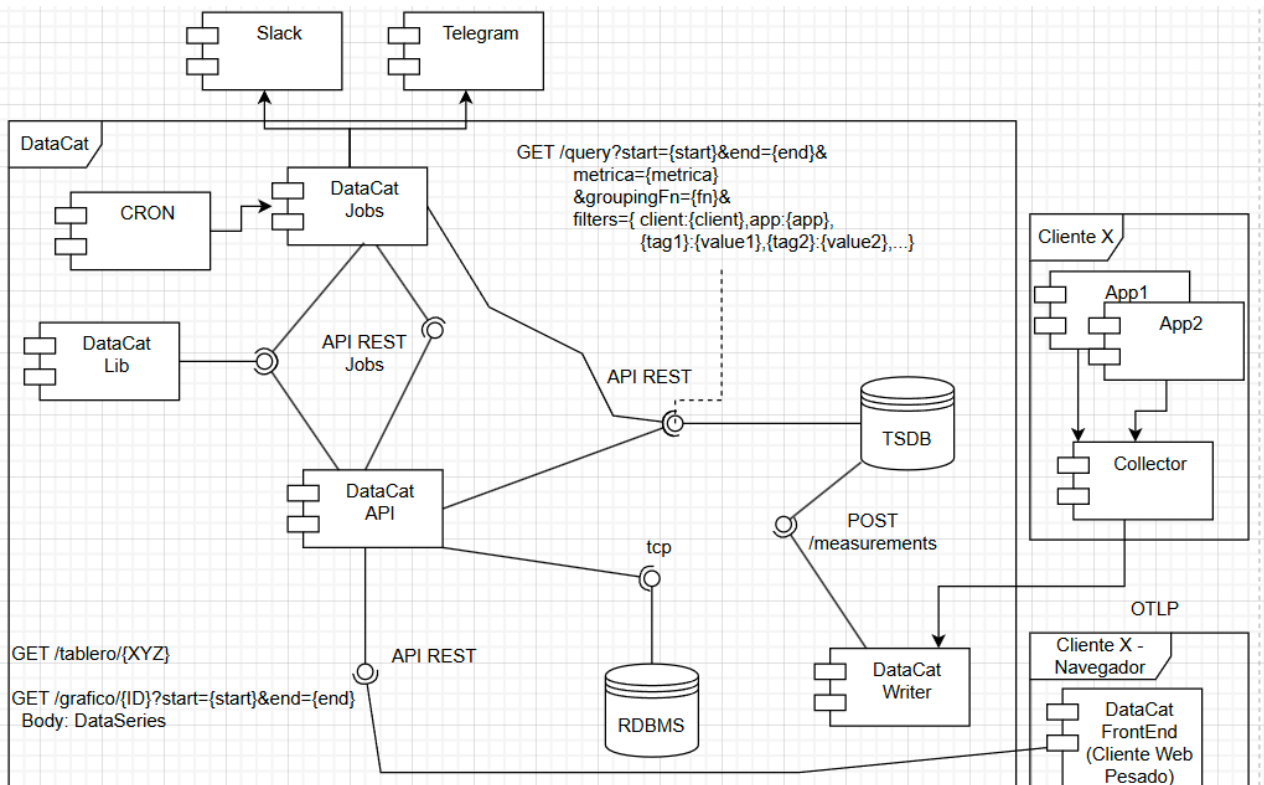 Slack
Telegram
DataCat
DataCat
Jobs
GET /query?start={start}&end={end}&
metrica={metrica}
&groupingFn={fn}&
filters={ client:{client},app:{app},
{tag1}:{value1},{tag2}:{value2},...}
CRON
Cliente X
App1
App2
DataCat
Lib
API REST
Jobs
API REST
TSDB
Collector
DataCat
API
POST
/measurements
tcp
OTLP
GET /tablero/{XYZ}
API REST
GET /grafico/{ID}?start={start}&end={end}
Body: DataSeries
RDBMS
DataCat
Writer
Cliente X -
Navegador
DataCat
FrontEnd
(Cliente Web
Pesado)